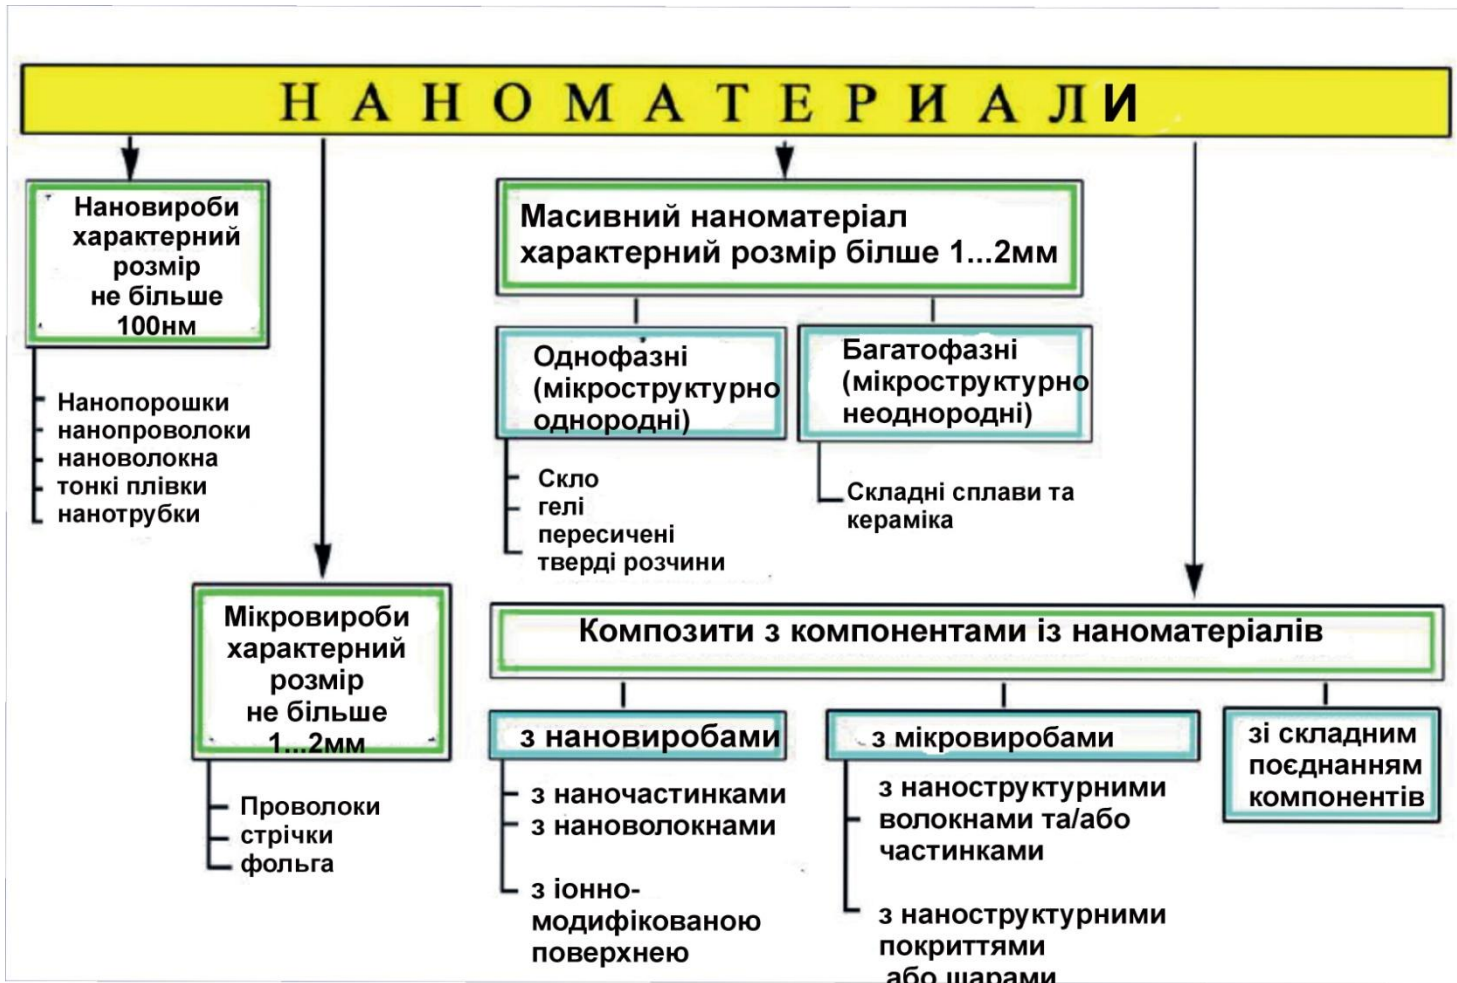 НАНОМАТЕРИАЛИ
Нановироби
характерний
розмір
не більше
100нм
Нанопорошки
нанопроволоки
нановолокна
тонкі плівки
нанотрубки
Мікровироби
характерний
розмір
не більше
1...2мм
Проволоки
стрічки
фольга
Масивний наноматеріал
характерний розмір білше 1...2мм
Однофазні
(мікроструктурно
однорідні)
Скло
гелі
пересичені
тверді розчини
Багатофазні
(мікроструктурно
неоднорідні)
Складні сплави та
кераміка
Композити з компонентами із наноматеріалів
з нановиробами
з наночастинками
з нановолокнами
з іонно-
модифікованою
поверхнею
з мікровиробами
з наноструктурними
волокнами та/або
частинками
з наноструктурними
покриттями
або шарами
зі складним
поєднанням
компонентів